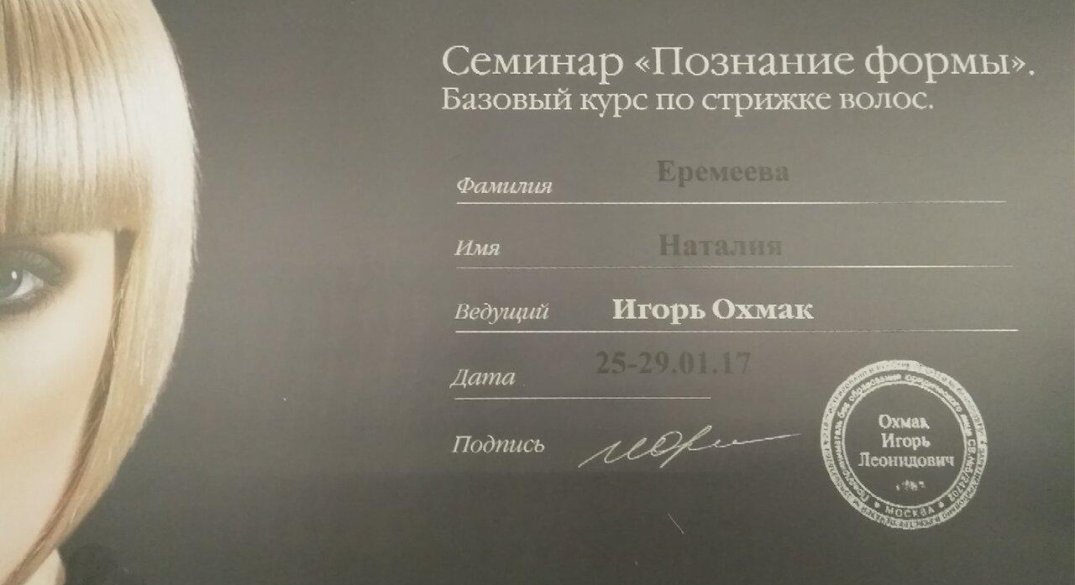 Семинар «Познание формы».
Базовый курс по стрижке волос.
Фамилия Еремеева
Имя Наталия
Ведущий Игорь Охмак
Дата 25-29.01.17
Подпись
Охмак
Игорь
Леонидович
МОСКВА